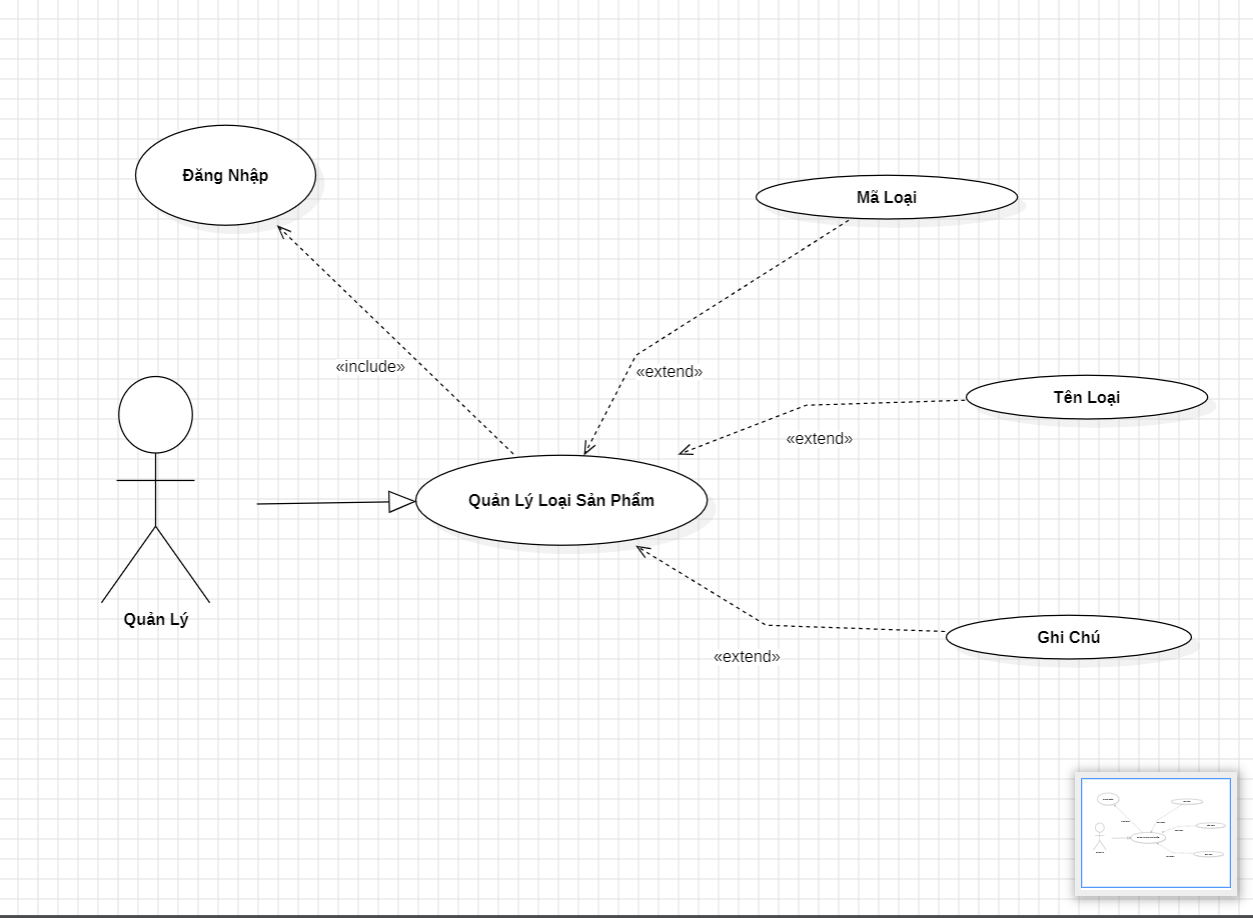 Đăng Nhập
Mã Loại
«include»
«extend»
Tên Loại
«extend»
Quản Lý Loại Sản Phẩm
Quản Lý
Ghi Chú
«extend»